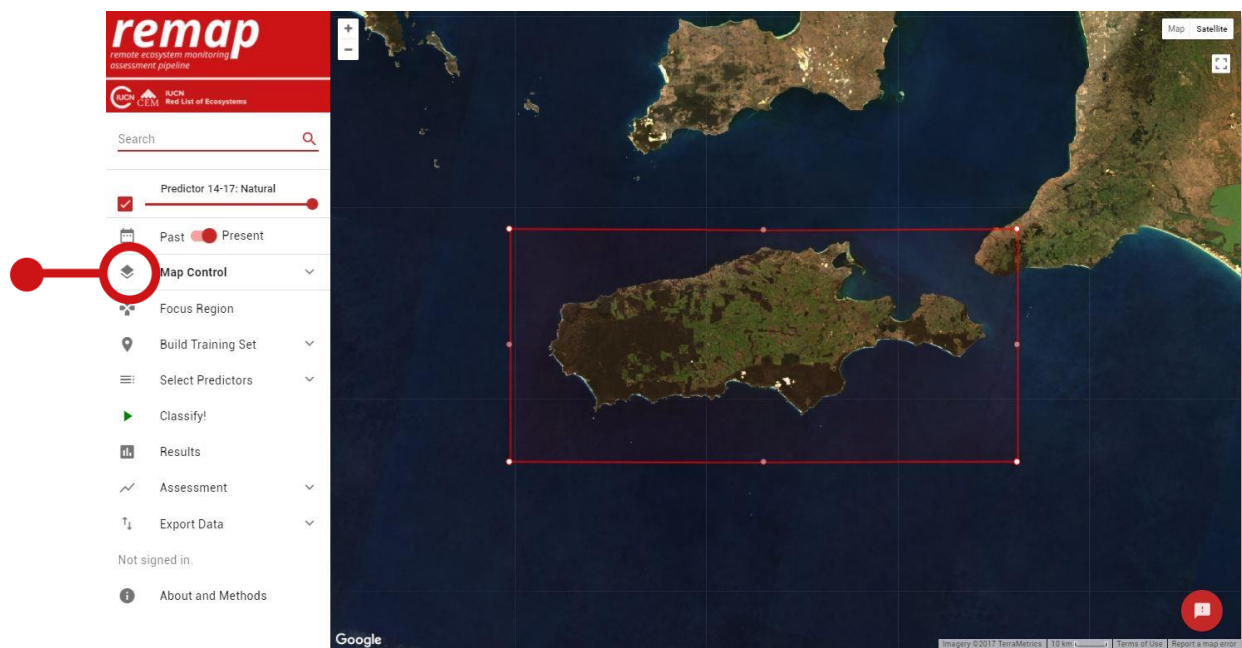 remap
remote ecosystem monitoring
assessment pipeline
IUCN CEM IUCN
Red List of Ecosystems
Search
Predictor 14-17: Natural
Past Present
Map Control
Focus Region
Build Training Set
Select Predictors
Classify!
Results
Assessment
Export Data
Not signed in.
About and Methods
+
−
Map Satellite
Google
Imagery ©2017 TerraMetrics 10 km Terms of Use Report a map error